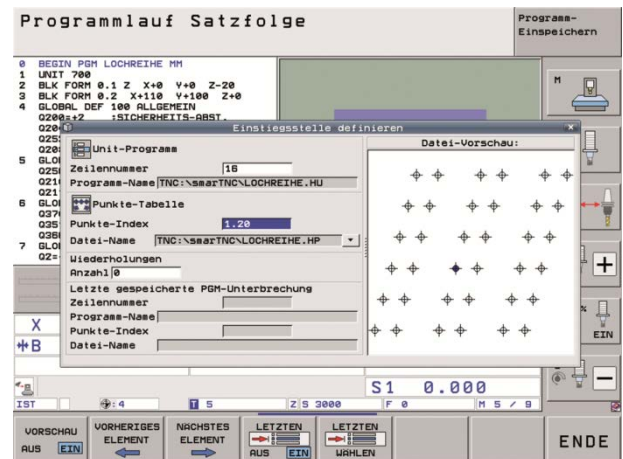 Programmlauf Satzfolge
Programm-
Einspeichern
0 BEGIN PGM LOCHREIHE MM
1 UNIT 700
2 BLK FORM 0.1 Z X+0 Y+0 Z-20
3 BLK FORM 0.2 X+110 Y+100 Z+0
4 GLOBAL DEF 100 ALLGEMEIN
Q200=+2 ;SICHERHEITS-ABST.
Einstiegsstelle definieren
Unit-Programm
Zeilennummer 16
Programm-Name TNC:\smarTNC\LOCHREIHE.HU
Punkte-Tabelle
Punkte-Index 1.20
Datei-Name TNC:\smarTNC\LOCHREIHE.HP
Wiederholungen
Anzahl 0
Letzte gespeicherte PGM-Unterbrechung
Zeilennummer
Programm-Name
Punkte-Index
Datei-Name
Datei-Vorschau:
5 GLO
6 GLO
7 GLO
Q2=
X
B
M
EIN
S1 0.000
IST
: 4
T 5
Z S 3000
F 0
M 5 / 9
VORSCHAU
AUS EIN
VORHERIGES
ELEMENT
NÄCHSTES
ELEMENT
LETZTEN
AUS EIN
LETZTEN
WÄHLEN
ENDE